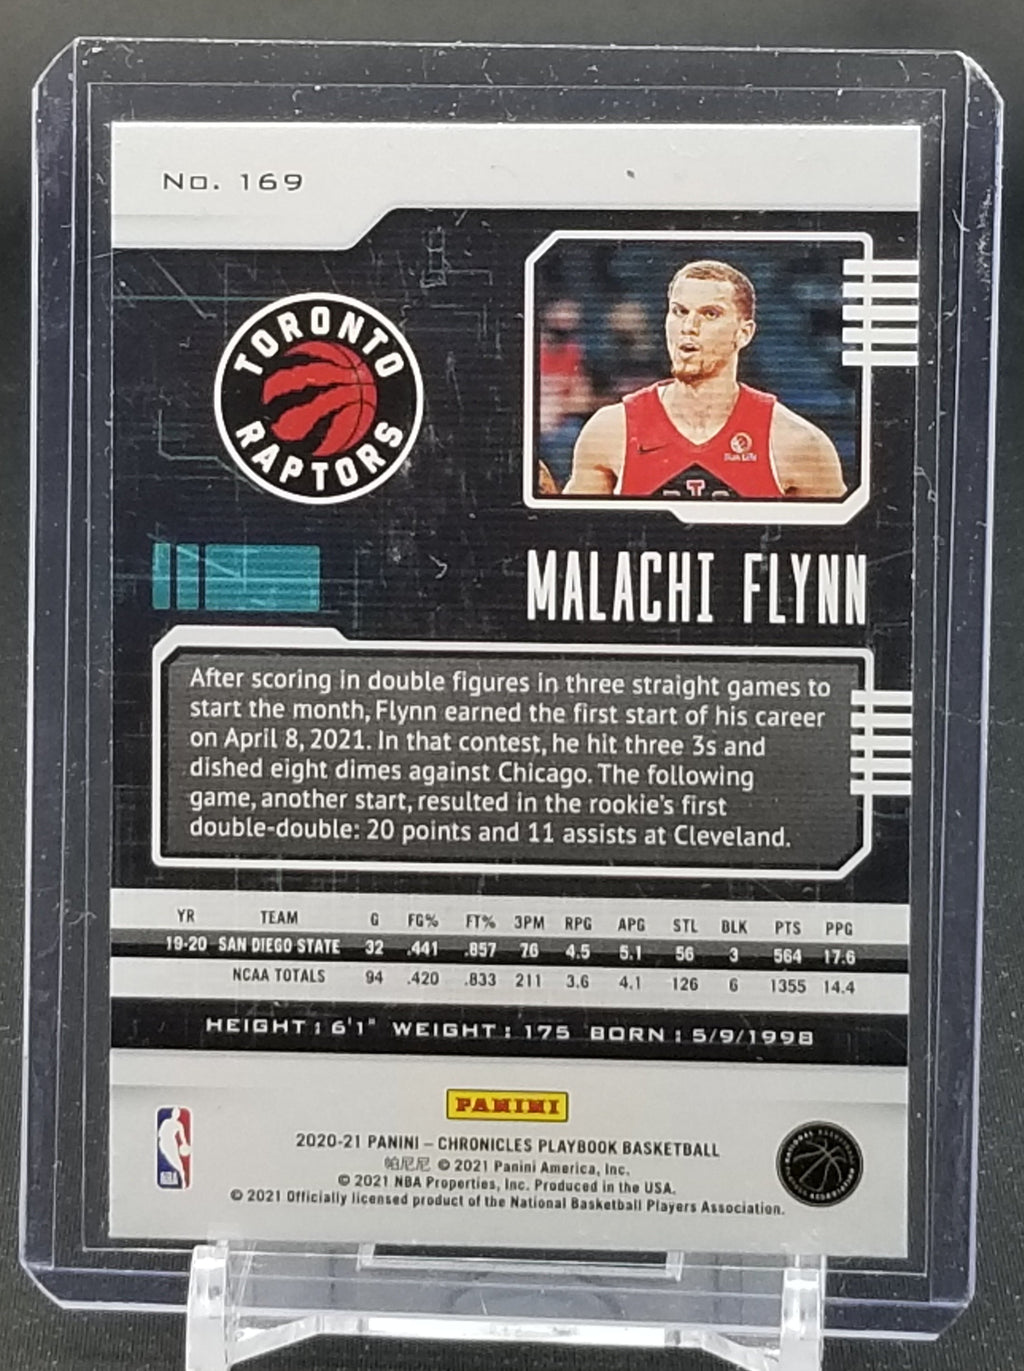 No. 169
TORONTO
RAPTORS
MALACHI FLYNN
After scoring in double figures in three straight games to
start the month, Flynn earned the first start of his career
on April 8, 2021. In that contest, he hit three 3s and
dished eight dimes against Chicago. The following
game, another start, resulted in the rookie's first
double-double: 20 points and 11 assists at Cleveland.
YR TEAM G FG% FT% 3PM RPG APG STL BLK PTS PPG
19-20 SAN DIEGO STATE 32 .441 .857 76 4.5 5.1 56 3 564 17.6
NCAA TOTALS 94 .420 .833 211 3.6 4.1 126 6 1355 14.4
HEIGHT: 6'1" WEIGHT: 175 BORN: 5/9/1998
PANINI
2020-21 PANINI – CHRONICLES PLAYBOOK BASKETBALL
帕尼尼 © 2021 Panini America, Inc.
© 2021 NBA Properties, Inc. Produced in the USA.
© 2021 Officially licensed product of the National Basketball Players Association.
NBA